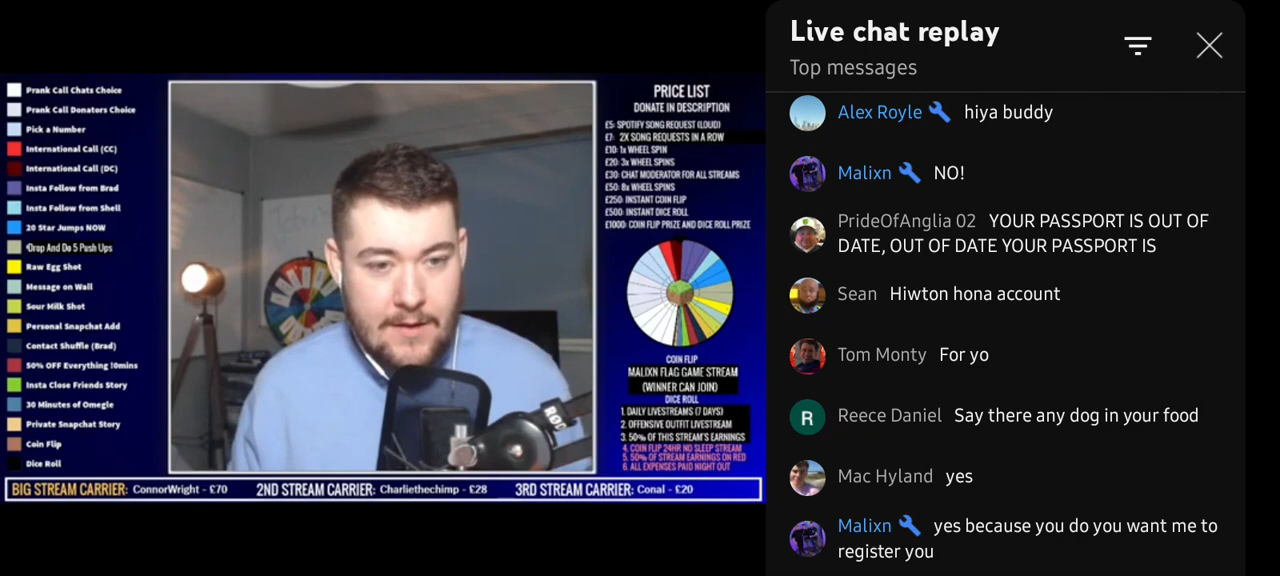 Prank Call Chats Choice
Prank Call Donators Choice
Pick a Number
International Call (CC)
International Call (DC)
Insta Follow from Brad
Insta Follow from Shell
20 Star Jumps NOW
Drop And Do 5 Push Ups
Raw Egg Shot
Message on Wall
Sour Milk Shot
Personal Snapchat Add
Contact Shuffle (Brad)
50% OFF Everything 10mins
Insta Close Friends Story
30 Minutes of Omegle
Private Snapchat Story
Coin Flip
Dice Roll
RØDE
PRICE LIST
DONATE IN DESCRIPTION
£5: SPOTIFY SONG REQUEST (LOUD)
£7: 2X SONG REQUESTS IN A ROW
£10: 1x WHEEL SPIN
£20: 3x WHEEL SPINS
£30: CHAT MODERATOR FOR ALL STREAMS
£50: 8x WHEEL SPINS
£250: INSTANT COIN FLIP
£500: INSTANT DICE ROLL
£1000: COIN FLIP PRIZE AND DICE ROLL PRIZE
COIN FLIP
MALIXN FLAG GAME STREAM
(WINNER CAN JOIN)
DICE ROLL
1. DAILY LIVESTREAMS (7 DAYS)
2. OFFENSIVE OUTFIT LIVESTREAM
3. 50% OF THIS STREAM'S EARNINGS
4. COIN FLIP 24HR NO SLEEP STREAM
5. 50% OF STREAM EARNINGS ON RED
6. ALL EXPENSES PAID NIGHT OUT
BIG STREAM CARRIER: ConnorWright - £70 2ND STREAM CARRIER: Charliethechimp - £28 3RD STREAM CARRIER: Conal - £20
Live chat replay
Top messages
Alex Royle hiya buddy
Malixn NO!
PrideOfAnglia 02 YOUR PASSPORT IS OUT OF
DATE, OUT OF DATE YOUR PASSPORT IS
Sean Hiwton hona account
Tom Monty For yo
R
Reece Daniel Say there any dog in your food
Mac Hyland yes
Malixn yes because you do you want me to
register you